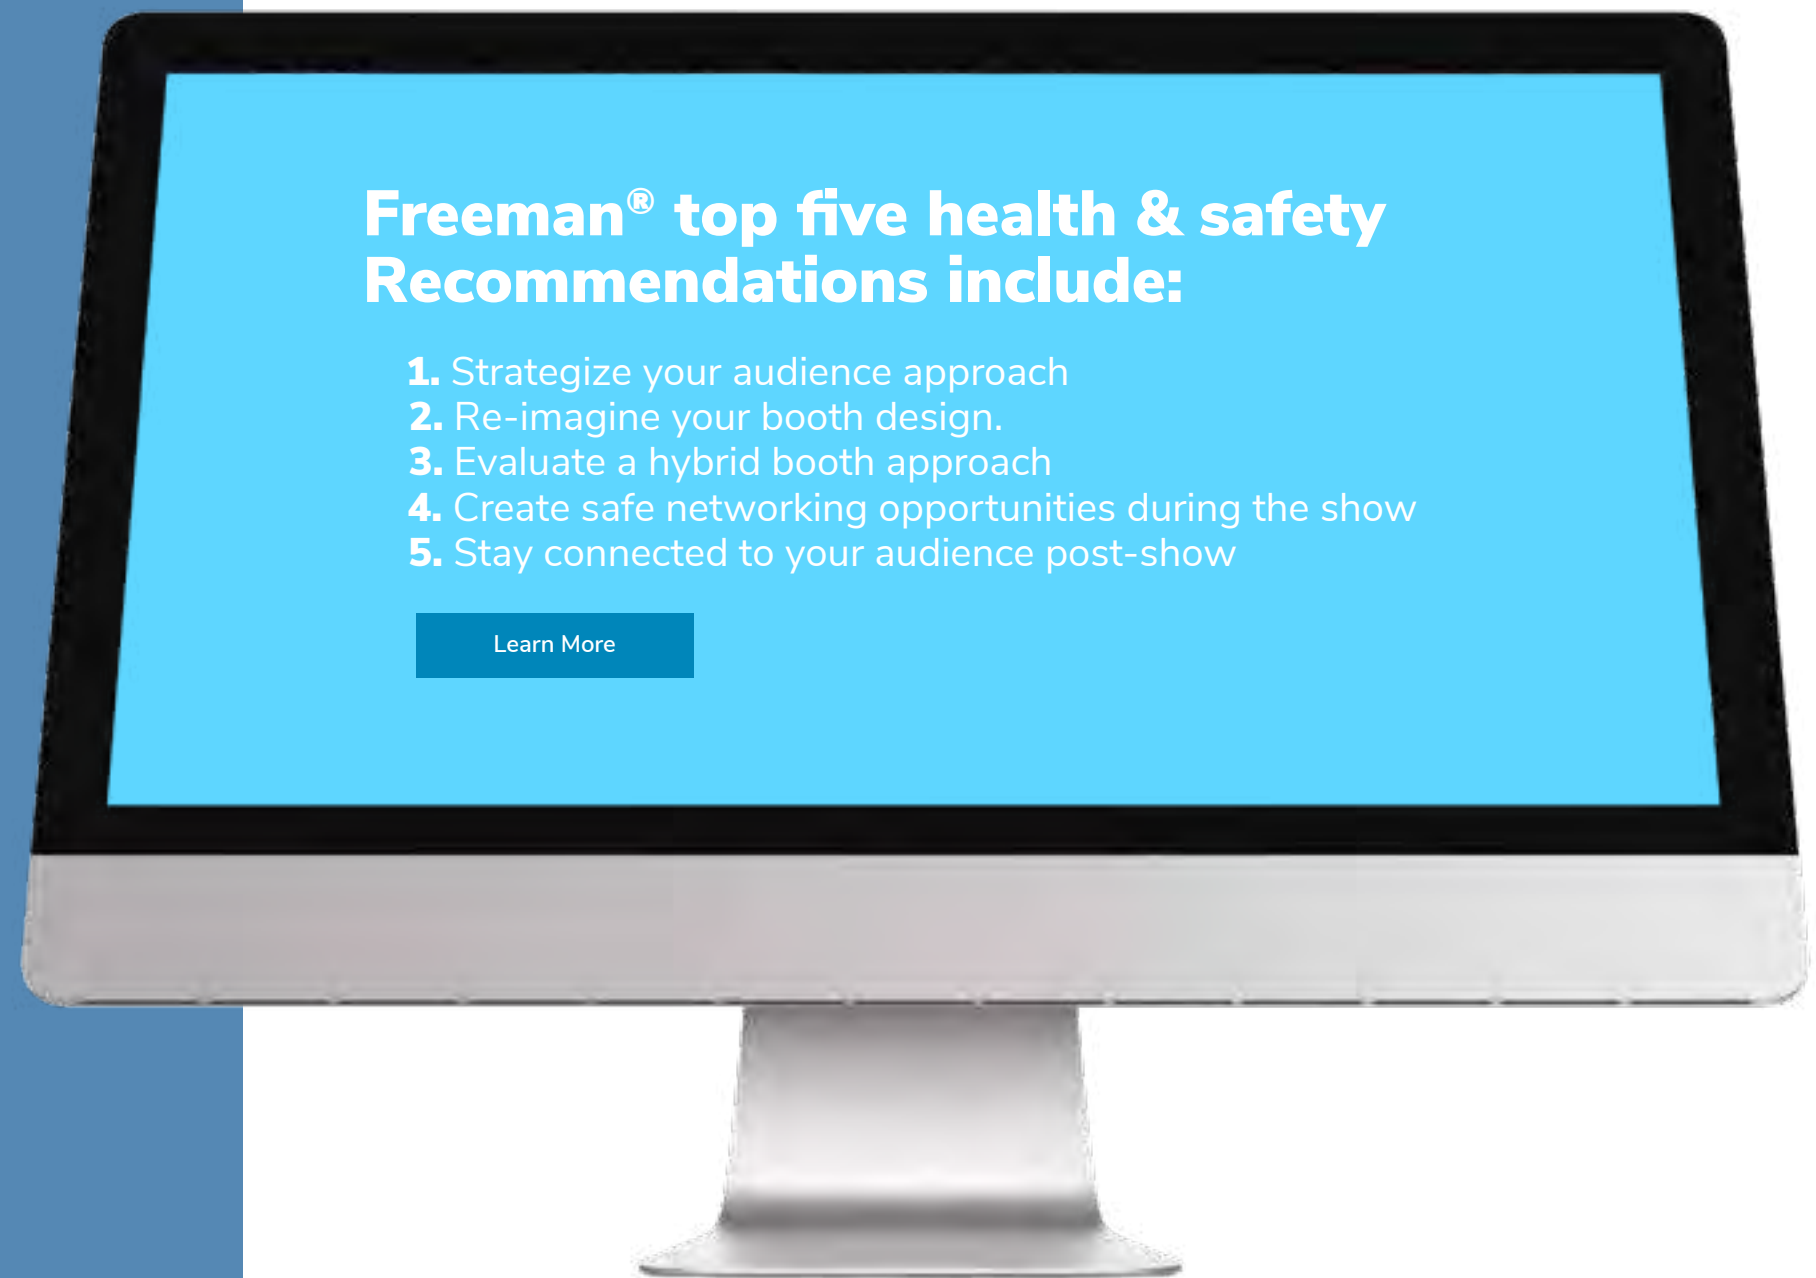 Freeman® top five health & safety
Recommendations include:
1. Strategize your audience approach
2. Re-imagine your booth design.
3. Evaluate a hybrid booth approach
4. Create safe networking opportunities during the show
5. Stay connected to your audience post-show
Learn More